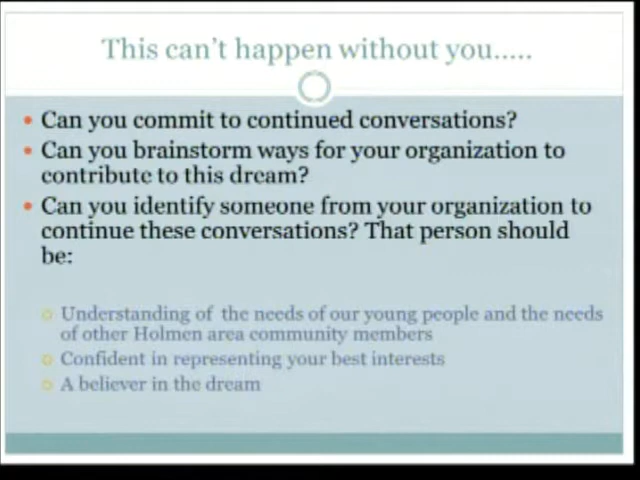 This can't happen without you.....
Can you commit to continued conversations?
Can you brainstorm ways for your organization to
contribute to this dream?
Can you identify someone from your organization to
continue these conversations? That person should
be:
Understanding of the needs of our young people and the needs
of other Holmen area community members
Confident in representing your best interests
A believer in the dream